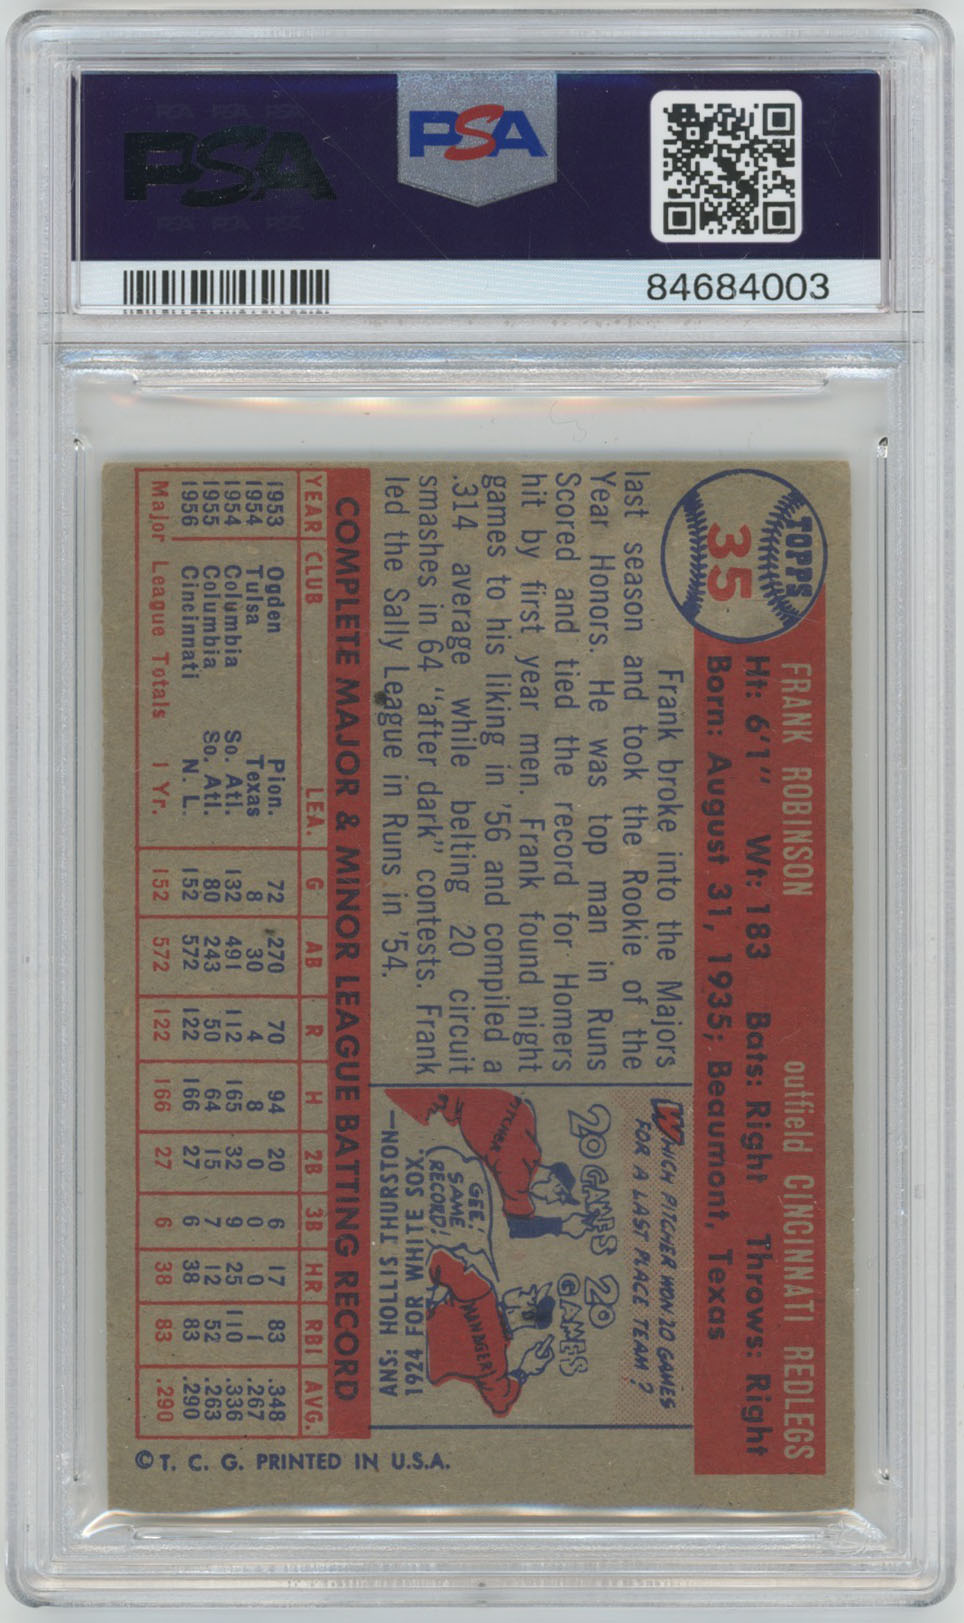 PSA PSA PSA
PSA
PSA PSA PSA
PSA
84684003
TOPPS
35
FRANK ROBINSON outfield CINCINNATI REDLEGS
Ht: 6'1" Wt: 183 Bats: Right Throws: Right
Born: August 31, 1935; Beaumont, Texas
Frank broke into the Majors
last season and took the Rookie of the
Year Honors. He was top man in Runs
Scored and tied the record for Homers
hit by first year men. Frank found night
games to his liking in '56 and compiled a
.314 average while belting 20 circuit
smashes in 64 "after dark" contests. Frank
led the Sally League in Runs in '54.
WHICH PITCHER WON 20 GAMES
FOR A LAST PLACE TEAM?
20 GAMES
20 GAMES
PITCHER
GEE!
SAME
RECORD!
MANAGER
ANS: HOLLIS THURSTON—
1924 FOR WHITE SOX.
COMPLETE MAJOR & MINOR LEAGUE BATTING RECORD
YEAR CLUB LEA. G AB R H 2B 3B HR RBI AVG.
1953 Ogden Pion. 72 270 70 94 20 6 17 83 .348
1954 Tulsa Texas 8 30 4 8 0 0 0 1 .267
1954 Columbia So. Atl. 132 491 112 165 32 9 25 110 .336
1955 Columbia So. Atl. 80 243 50 64 15 7 12 52 .263
1956 Cincinnati N. L. 152 572 122 166 27 6 38 83 .290
Major League Totals 1 Yr. 152 572 122 166 27 6 38 83 .290
© T. C. G. PRINTED IN U.S.A.